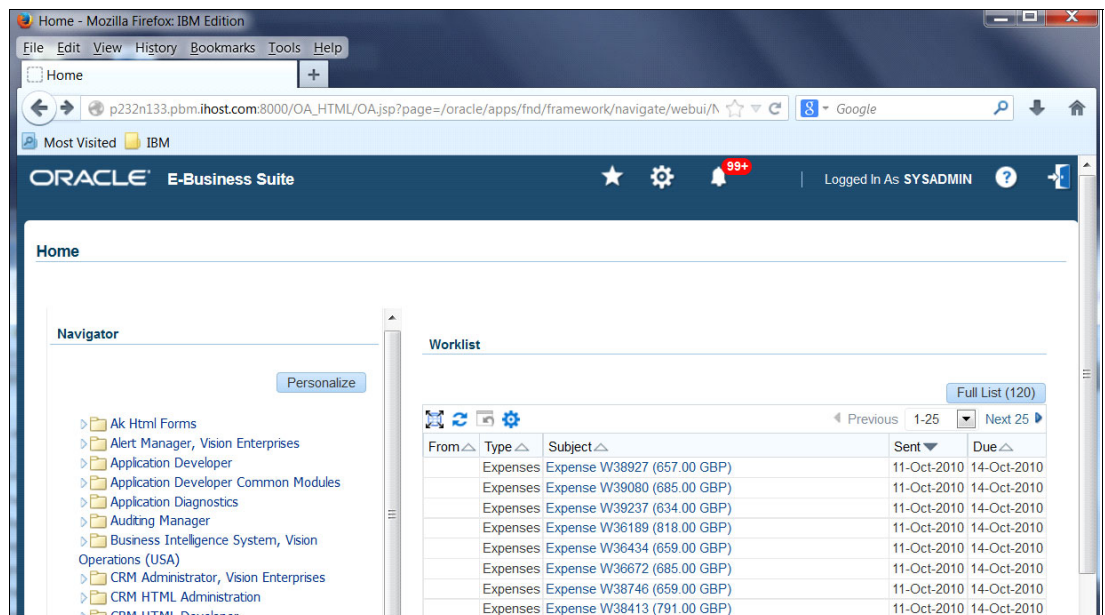 Home - Mozilla Firefox: IBM Edition
File Edit View History Bookmarks Tools Help
Home +
p232n133.pbm.ihost.com:8000/OA_HTML/OA.jsp?page=/oracle/apps/fnd/framework/navigate/webui/ Google
Most Visited IBM
ORACLE E-Business Suite 99+ | Logged In As SYSADMIN ?
Home
Navigator
Worklist
Personalize
Full List (120)
Previous 1-25 Next 25
From Type Subject Sent Due
Ak Html Forms
Alert Manager, Vision Enterprises
Application Developer
Application Developer Common Modules
Application Diagnostics
Auditing Manager
Business Intelligence System, Vision
Operations (USA)
CRM Administrator, Vision Enterprises
CRM HTML Administration
CRM HTML Developer
Expenses Expense W38927 (657.00 GBP) 11-Oct-2010 14-Oct-2010
Expenses Expense W39080 (685.00 GBP) 11-Oct-2010 14-Oct-2010
Expenses Expense W39237 (634.00 GBP) 11-Oct-2010 14-Oct-2010
Expenses Expense W36189 (818.00 GBP) 11-Oct-2010 14-Oct-2010
Expenses Expense W36434 (659.00 GBP) 11-Oct-2010 14-Oct-2010
Expenses Expense W36672 (685.00 GBP) 11-Oct-2010 14-Oct-2010
Expenses Expense W38746 (659.00 GBP) 11-Oct-2010 14-Oct-2010
Expenses Expense W38413 (791.00 GBP) 11-Oct-2010 14-Oct-2010